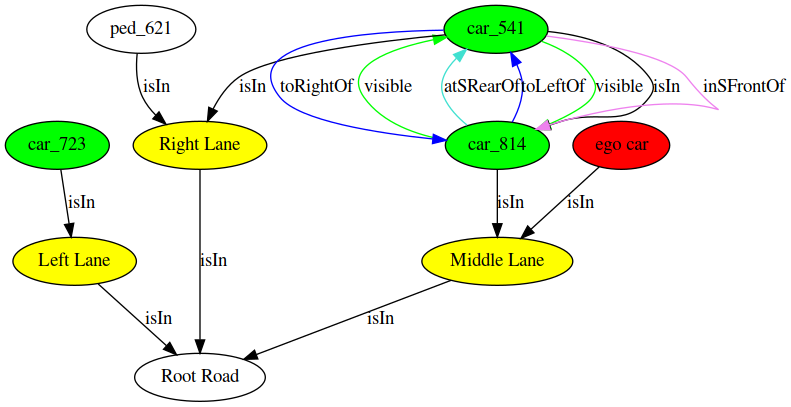 ped_621
car_541
isIn
isIn
toRightOf
visible
atSRearOf
toLeftOf
visible
isIn
inSFrontOf
car_723
Right Lane
car_814
ego car
isIn
isIn
isIn
isIn
Left Lane
Middle Lane
isIn
isIn
Root Road